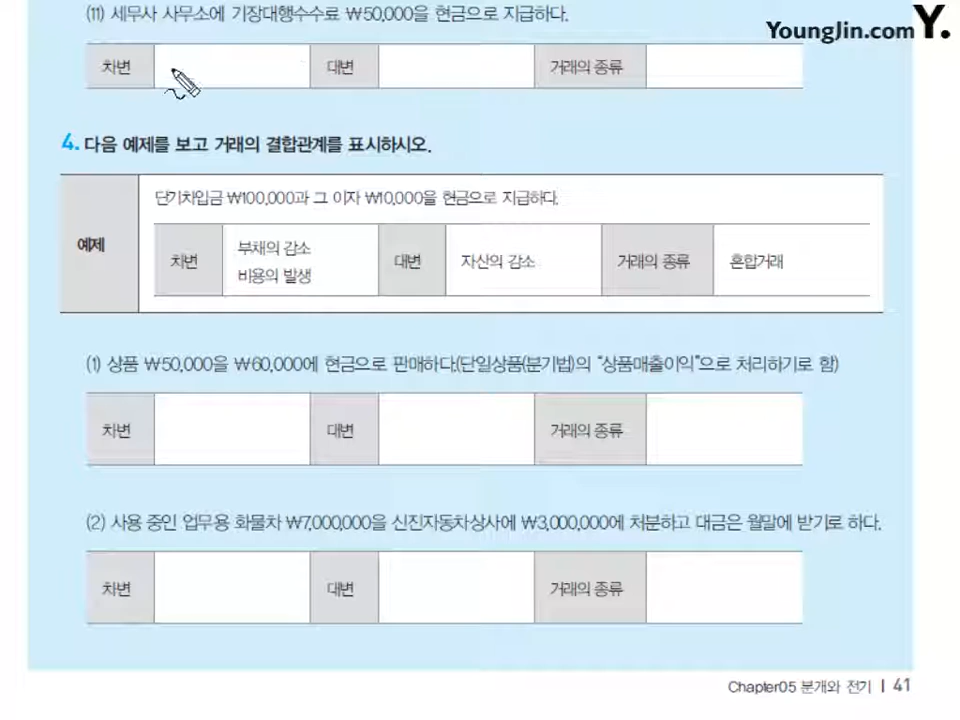 (11) 세무사 사무소에 기장대행수수료 ₩50,000을 현금으로 지급하다.
YoungJin.com Y.
차변 대변 거래의 종류
4. 다음 예제를 보고 거래의 결합관계를 표시하시오.
예제
단기차입금 ₩100,000과 그 이자 ₩10,000을 현금으로 지급하다.
차변 부채의 감소 대변 자산의 감소 거래의 종류 혼합거래
비용의 발생
(1) 상품 ₩50,000을 ₩60,000에 현금으로 판매하다.(단일상품(분기법)의 “상품매출이익”으로 처리하기로 함)
차변 대변 거래의 종류
(2) 사용 중인 업무용 화물차 ₩7,000,000을 신진자동차상사에 ₩3,000,000에 처분하고 대금은 월말에 받기로 하다.
차변 대변 거래의 종류
Chapter05 분개와 전기 | 41